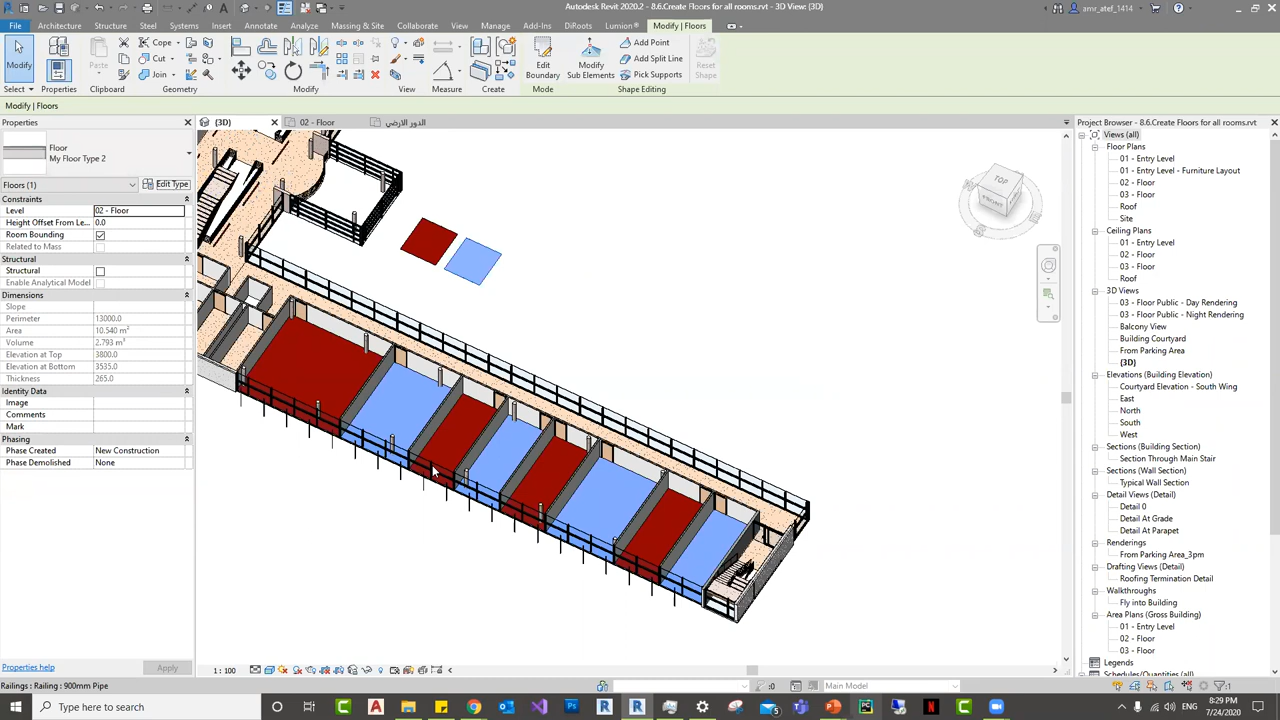 Autodesk Revit 2020.2 - 8.6.Create Floors for all rooms.rvt - 3D View: {3D}
amr_atef_1414
File Architecture Structure Steel Systems Insert Annotate Analyze Massing & Site Collaborate View Manage Add-Ins DiRoots Lumion® Modify | Floors
Modify Paste Cope Cut Join Edit Boundary Modify Sub Elements Add Point Add Split Line Pick Supports Reset Shape
Select Properties Clipboard Geometry Modify View Measure Create Mode Shape Editing
Modify | Floors
Properties
{3D} 02 - Floor الدور الارضي
Project Browser - 8.6.Create Floors for all rooms.rvt
Floor
My Floor Type 2
Floors (1) Edit Type
Constraints
Level 02 - Floor
Height Offset From Le... 0.0
Room Bounding
Related to Mass
Structural
Structural
Enable Analytical Model
Dimensions
Slope
Perimeter 13000.0
Area 10.540 m²
Volume 2.793 m³
Elevation at Top 3800.0
Elevation at Bottom 3535.0
Thickness 265.0
Identity Data
Image
Comments
Mark
Phasing
Phase Created New Construction
Phase Demolished None
Properties help Apply
TOP
FRONT
Views (all)
Floor Plans
01 - Entry Level
01 - Entry Level - Furniture Layout
02 - Floor
03 - Floor
Roof
Site
Ceiling Plans
01 - Entry Level
02 - Floor
03 - Floor
Roof
3D Views
03 - Floor Public - Day Rendering
03 - Floor Public - Night Rendering
Balcony View
Building Courtyard
From Parking Area
{3D}
Elevations (Building Elevation)
Courtyard Elevation - South Wing
East
North
South
West
Sections (Building Section)
Section Through Main Stair
Sections (Wall Section)
Typical Wall Section
Detail Views (Detail)
Detail 0
Detail At Grade
Detail At Parapet
Renderings
From Parking Area_3pm
Drafting Views (Detail)
Roofing Termination Detail
Walkthroughs
Fly into Building
Area Plans (Gross Building)
01 - Entry Level
02 - Floor
03 - Floor
Legends
Schedules/Quantities (all)
1 : 100
Railings : Railing : 900mm Pipe
:0 Main Model :1
Type here to search
8:29 PM
7/24/2020